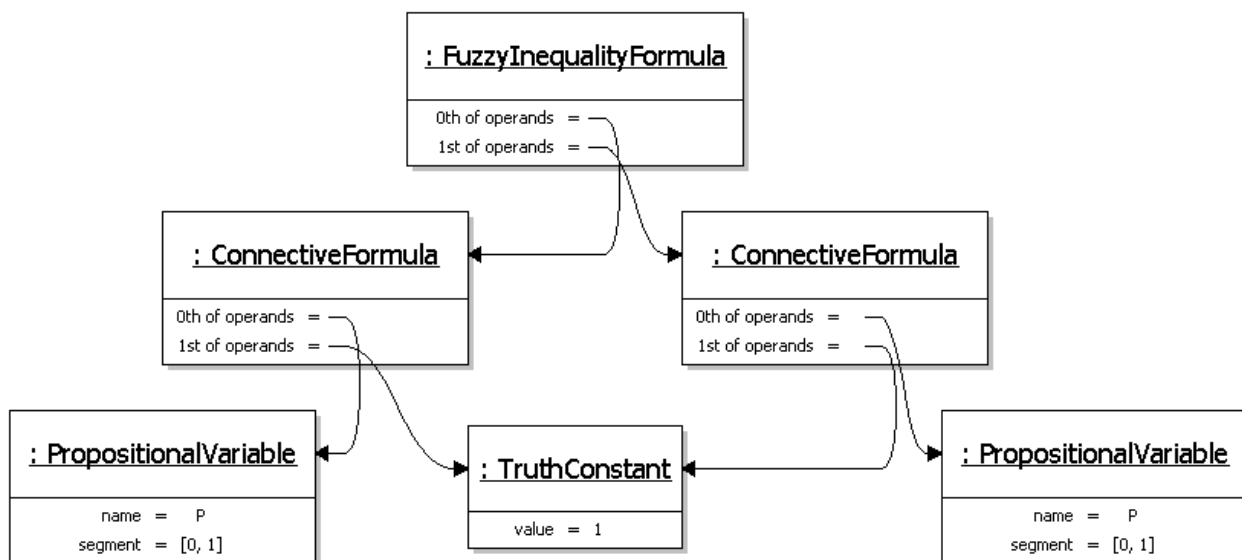 : FuzzyInequalityFormula
0th of operands =
1st of operands =
: ConnectiveFormula
0th of operands =
1st of operands =
: ConnectiveFormula
0th of operands =
1st of operands =
: PropositionalVariable
name = P
segment = [0, 1]
: TruthConstant
value = 1
: PropositionalVariable
name = P
segment = [0, 1]